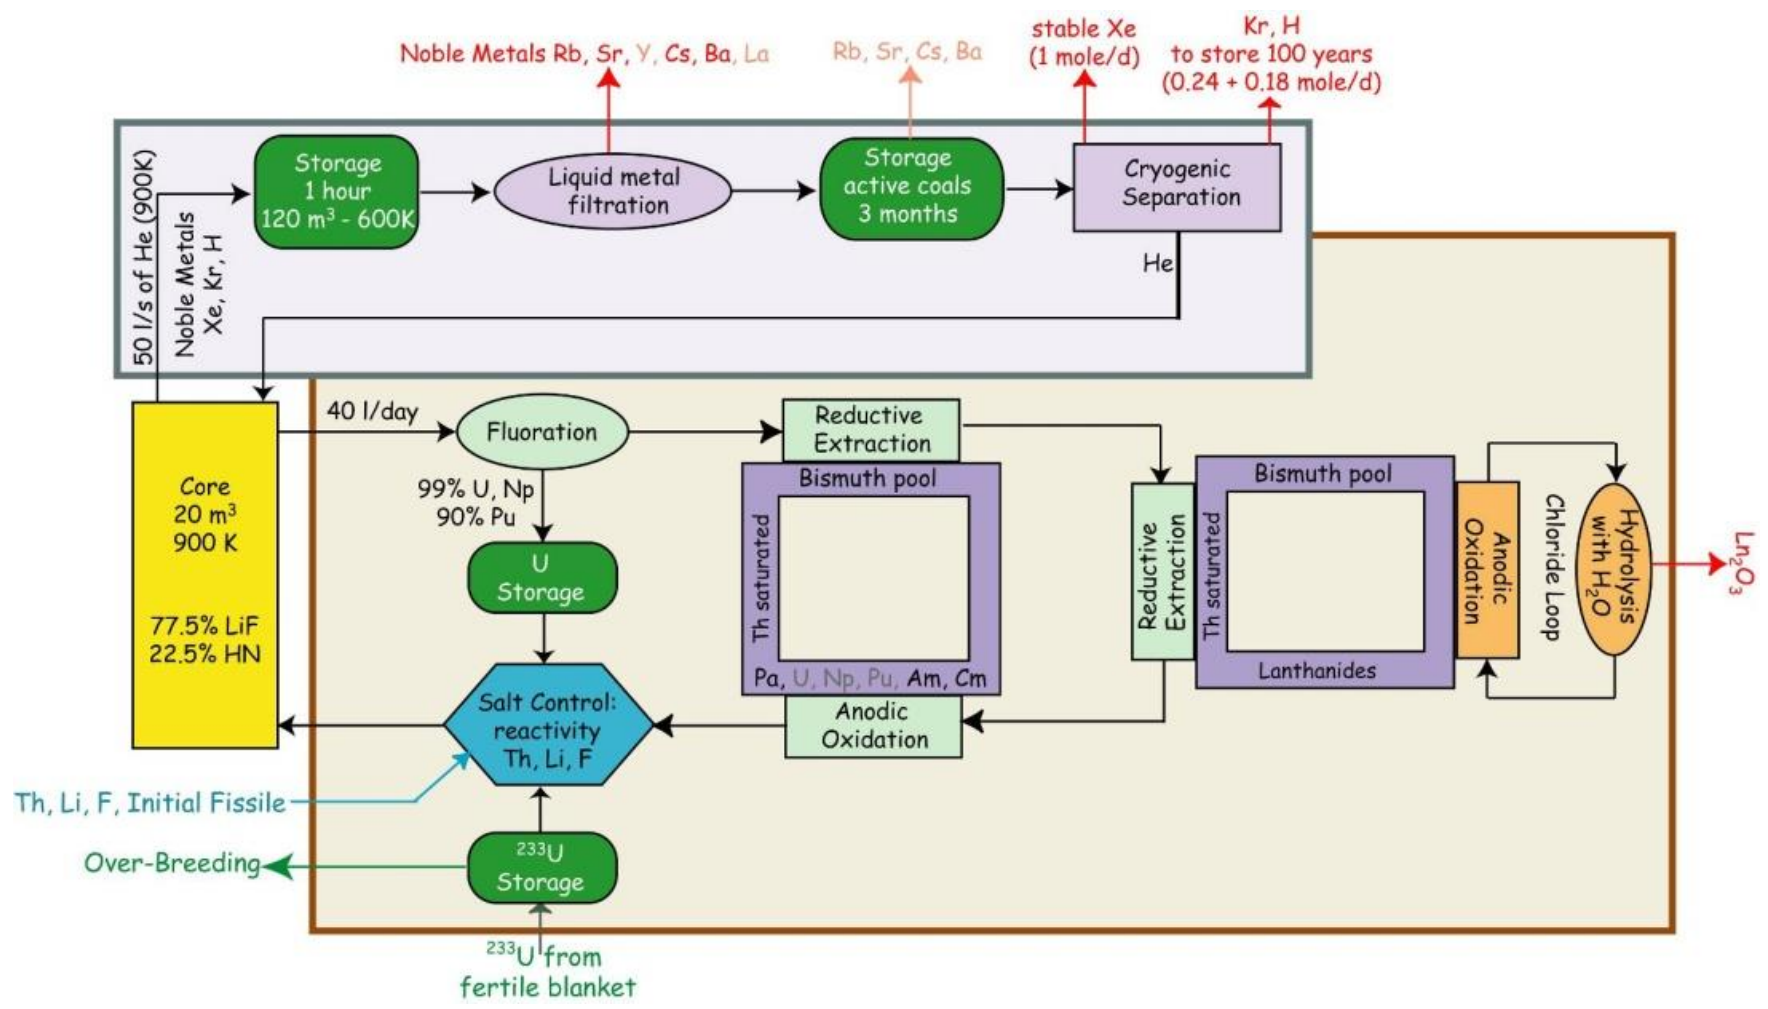 Noble Metals Rb, Sr, Y, Cs, Ba, La
Rb, Sr, Cs, Ba
stable Xe
(1 mole/d)
Kr, H
to store 100 years
(0.24 + 0.18 mole/d)
50 l/s of He (900K)
Noble Metals
Xe, Kr, H
Storage
1 hour
120 m³ - 600K
Liquid metal
filtration
Storage
active coals
3 months
Cryogenic
Separation
He
Core
20 m³
900 K
77.5% LiF
22.5% HN
40 l/day
Fluoration
99% U, Np
90% Pu
U
Storage
Salt Control:
reactivity
Th, Li, F
Th, Li, F, Initial Fissile
Over-Breeding
²³³U
Storage
²³³U from
fertile blanket
Reductive
Extraction
Bismuth pool
Th saturated
Pa, U, Np, Pu, Am, Cm
Anodic
Oxidation
Reductive
Extraction
Bismuth pool
Th saturated
Lanthanides
Anodic
Oxidation
Chloride Loop
Hydrolysis
with H₂O
Ln₂O₃